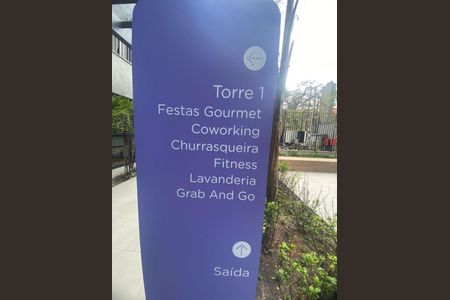 Torre 1
Festas Gourmet
Coworking
Churrasqueira
Fitness
Lavanderia
Grab And Go
Saída